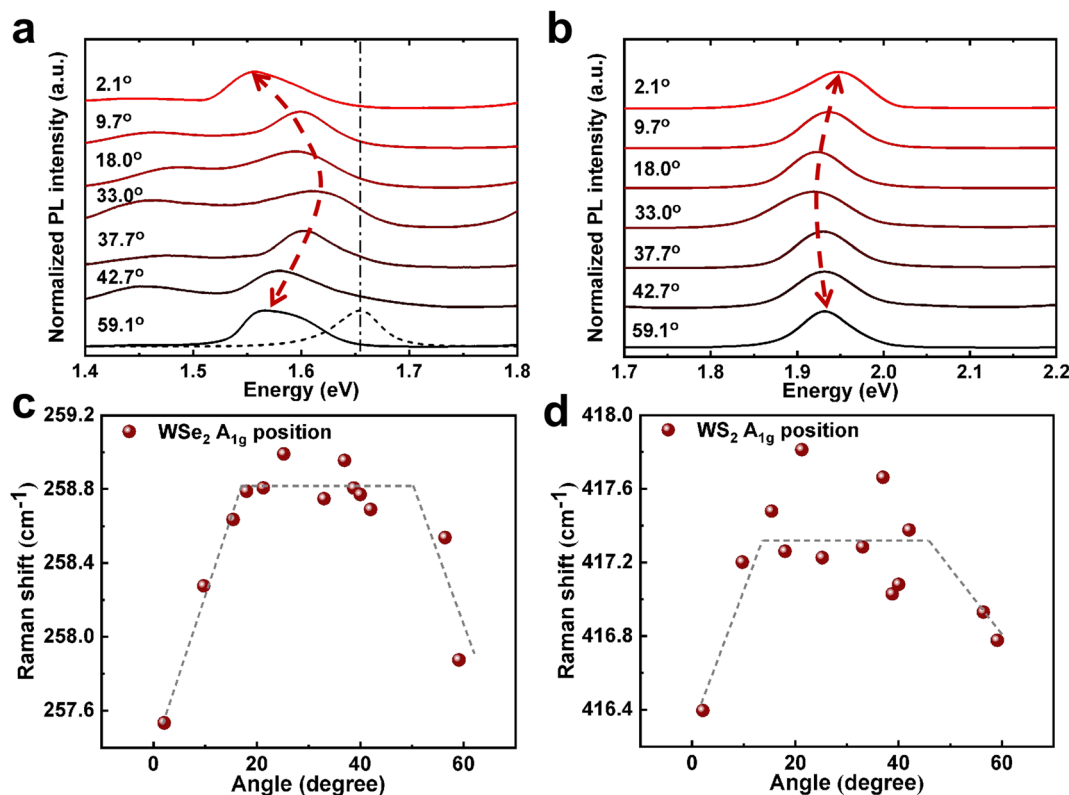 a
Normalized PL intensity (a.u.)
2.1°
9.7°
18.0°
33.0°
37.7°
42.7°
59.1°
1.4 1.5 1.6 1.7 1.8
Energy (eV)
b
Normalized PL intensity (a.u.)
2.1°
9.7°
18.0°
33.0°
37.7°
42.7°
59.1°
1.7 1.8 1.9 2.0 2.1 2.2
Energy (eV)
c
WSe₂ A₁g position
Raman shift (cm⁻¹)
259.2
258.8
258.4
258.0
257.6
0 20 40 60
Angle (degree)
d
WS₂ A₁g position
Raman shift (cm⁻¹)
418.0
417.6
417.2
416.8
416.4
0 20 40 60
Angle (degree)